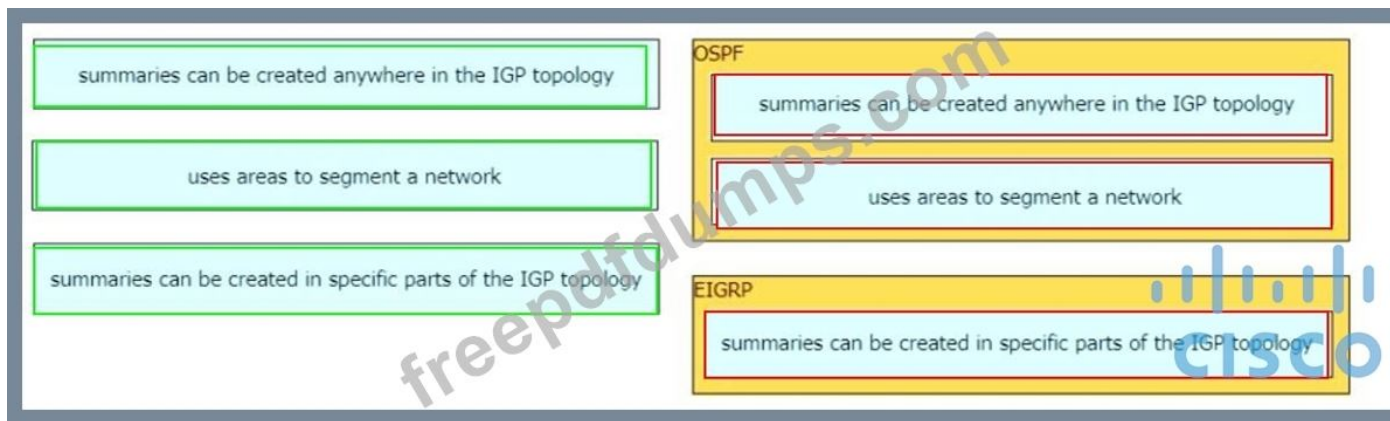 summaries can be created anywhere in the IGP topology
uses areas to segment a network
summaries can be created in specific parts of the IGP topology
OSPF
summaries can be created anywhere in the IGP topology
uses areas to segment a network
EIGRP
summaries can be created in specific parts of the IGP topology
freepdfdumps.com
CISCO